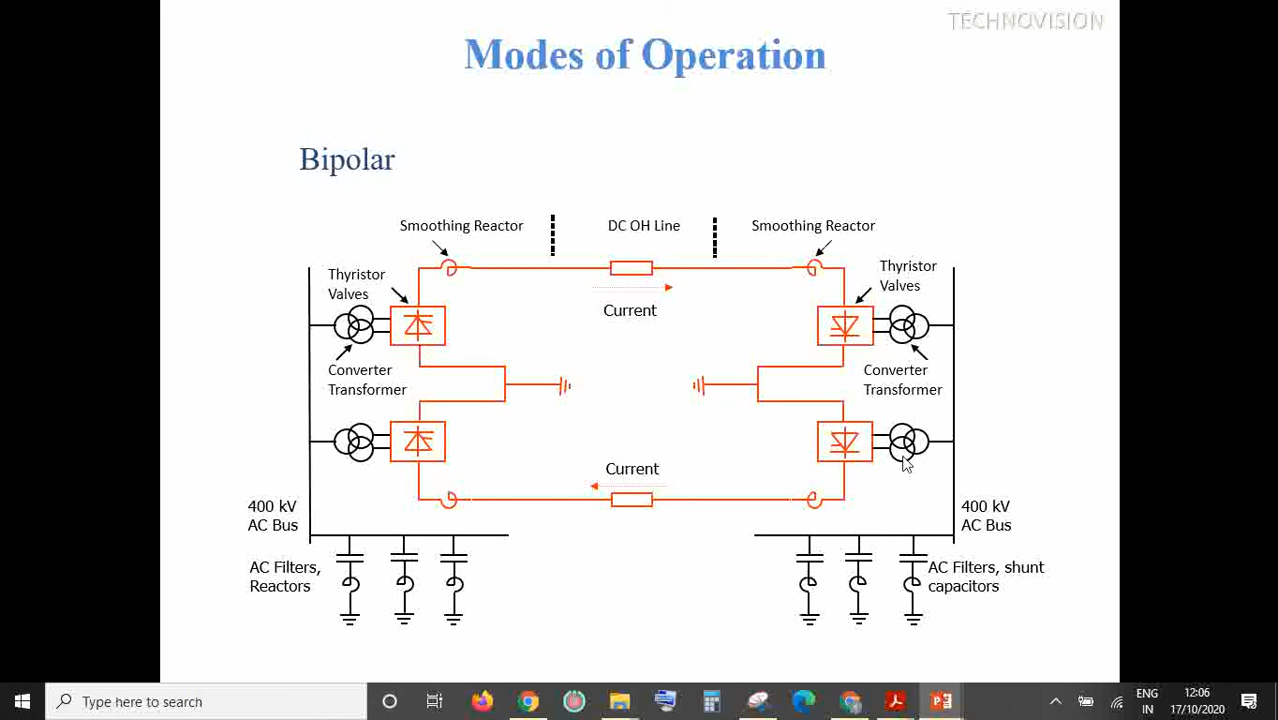 TECHNOVISION
Modes of Operation
Bipolar
Smoothing Reactor
DC OH Line
Smoothing Reactor
Thyristor
Valves
Thyristor
Valves
Current
Converter
Transformer
Converter
Transformer
Current
400 kV
AC Bus
400 kV
AC Bus
AC Filters,
Reactors
AC Filters, shunt
capacitors
Type here to search
ENG
IN
12:06
17/10/2020